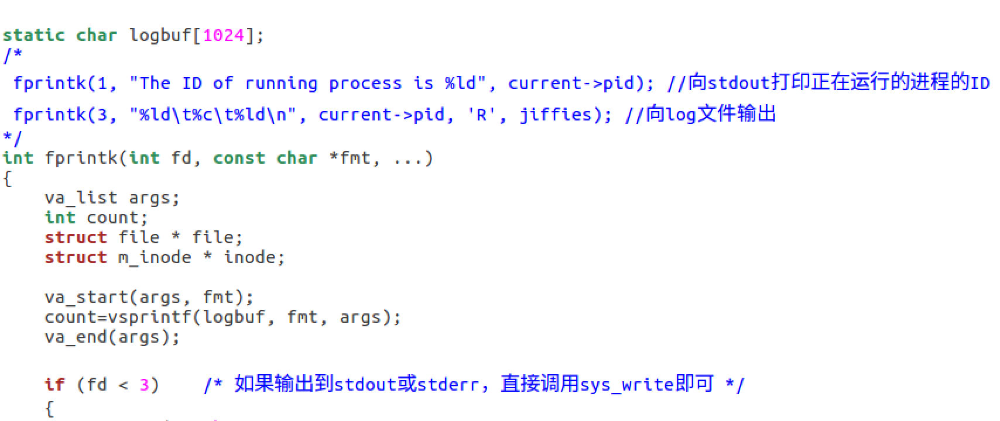 static char logbuf[1024];
/*
 fprintk(1, "The ID of running process is %ld", current->pid); //向stdout打印正在运行的进程的ID
 fprintk(3, "%ld\t%c\t%ld\n", current->pid, 'R', jiffies); //向log文件输出
*/
int fprintk(int fd, const char *fmt, ...)
{
    va_list args;
    int count;
    struct file * file;
    struct m_inode * inode;

    va_start(args, fmt);
    count=vsprintf(logbuf, fmt, args);
    va_end(args);

    if (fd < 3)    /* 如果输出到stdout或stderr，直接调用sys_write即可 */
    {